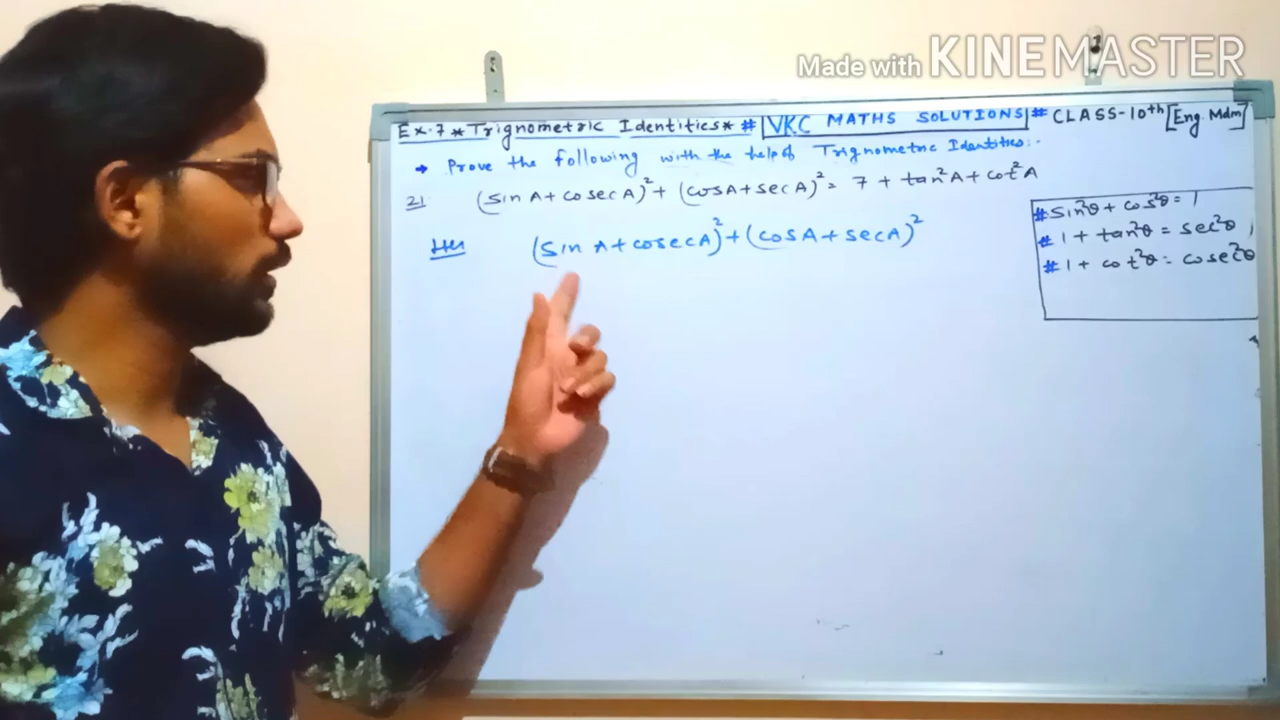 Made with KINEMASTER
Ex.7 * Trignometric Identities * # VKC MATHS SOLUTIONS # CLASS-10th [Eng. Mdm]
→ Prove the following with the help of Trignometric Identities:-
21. (sin A + cosec A)² + (cos A + sec A)² = 7 + tan²A + cot²A
(sin A + cosec A)² + (cos A + sec A)²
# sin²θ + cos²θ = 1
# 1 + tan²θ = sec²θ
# 1 + cot²θ = cosec²θ